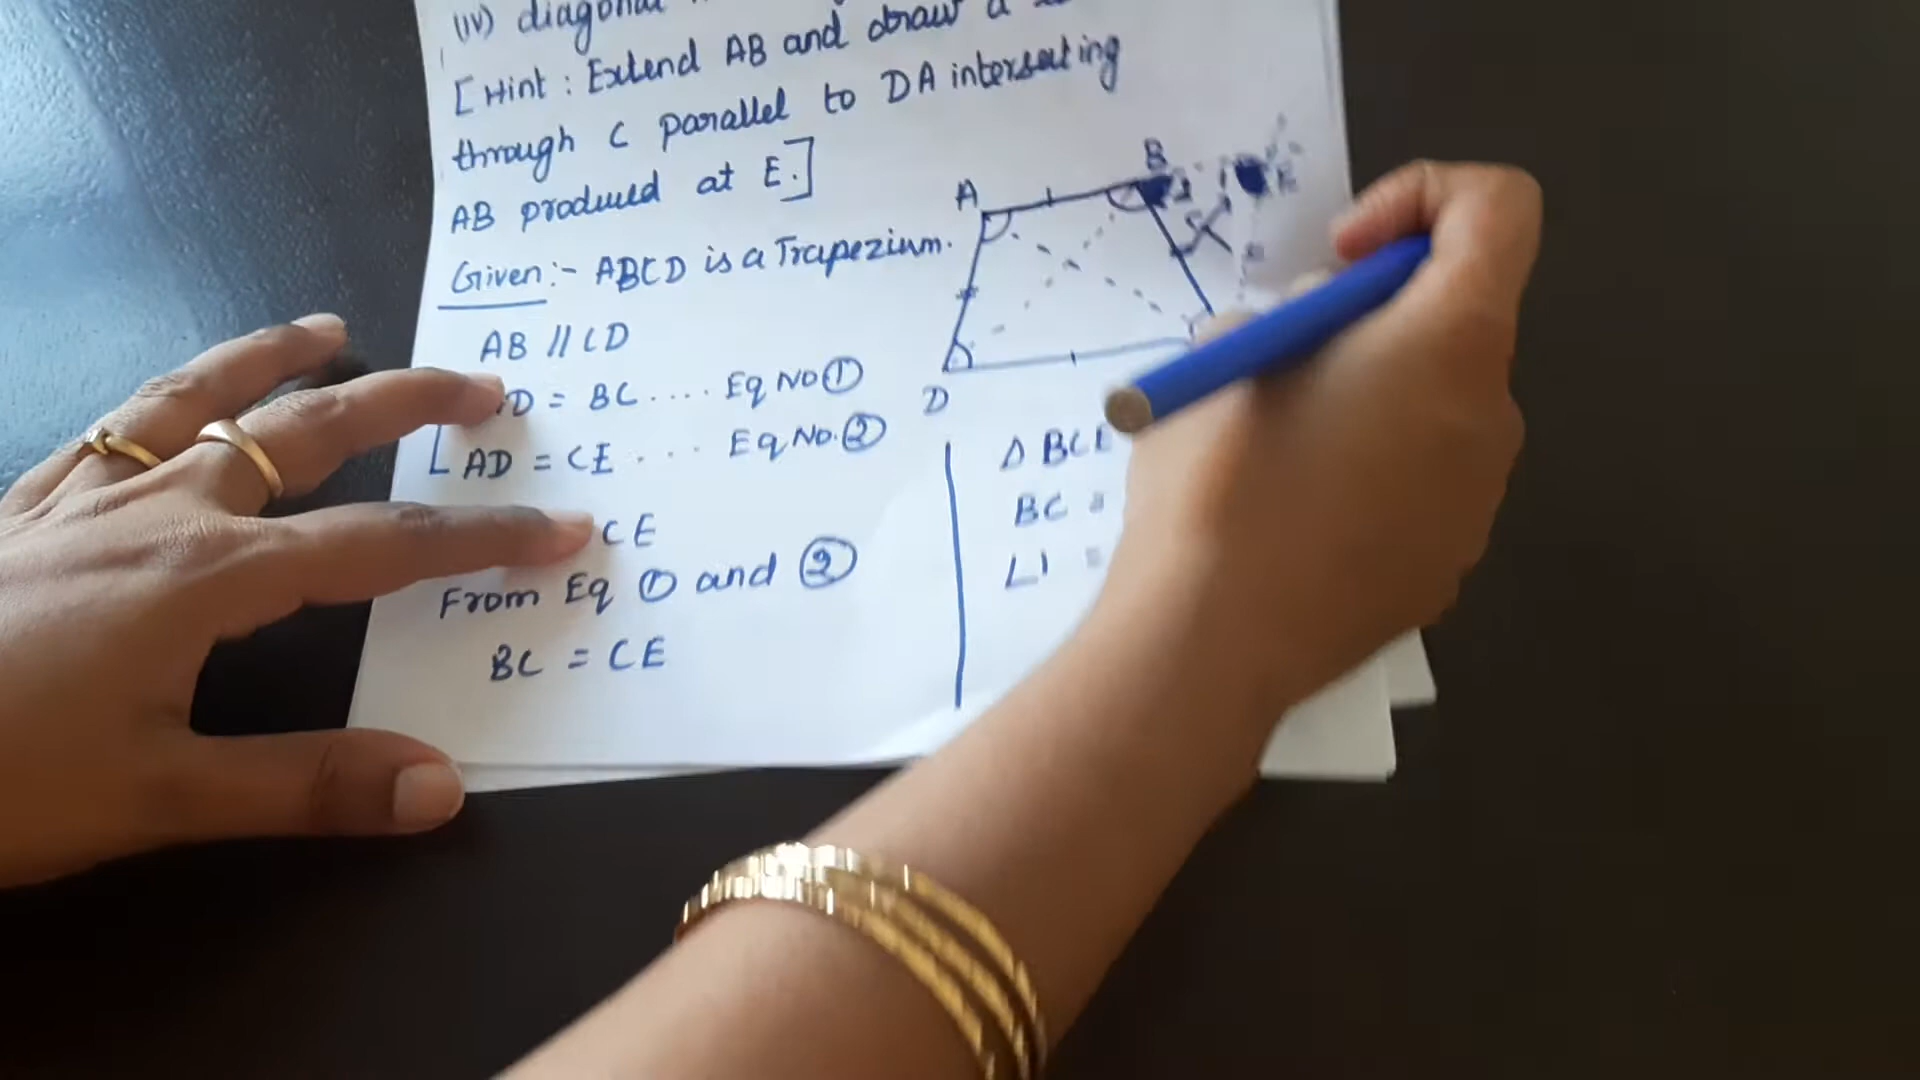 (iv) diagonal
[Hint : Extend AB and draw a
through C parallel to DA intersecting
AB produced at E.]
Given :- ABCD is a Trapezium.
AB // CD
D = BC .... Eq No ①
AD = CE ... Eq No. ②
CE
From Eq ① and ②
BC = CE
A
B
E
D
Δ BCE
BC =
∠1 =